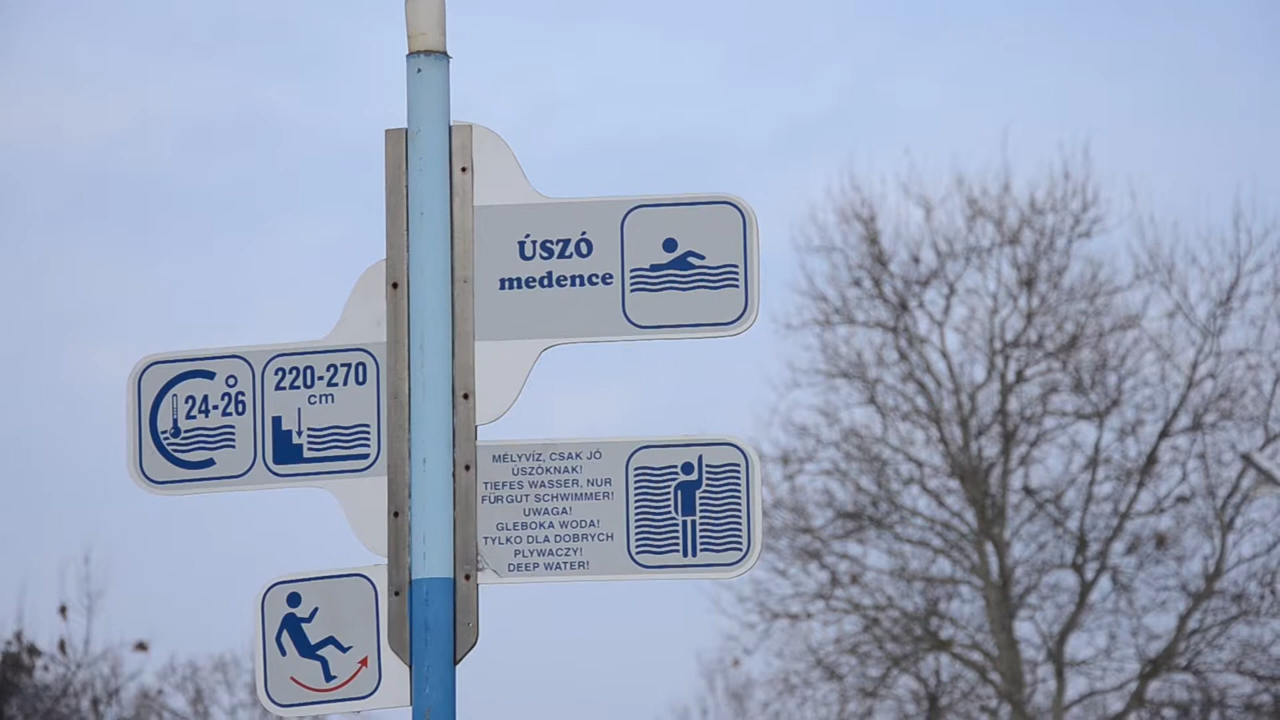 ÚSZÓ
medence
24-26
220-270
cm
MÉLYVÍZ, CSAK JÓ
ÚSZÓKNAK!
TIEFES WASSER, NUR
FÜR GUT SCHWIMMER!
UWAGA!
GLEBOKA WODA!
TYLKO DLA DOBRYCH
PLYWACZY!
DEEP WATER!